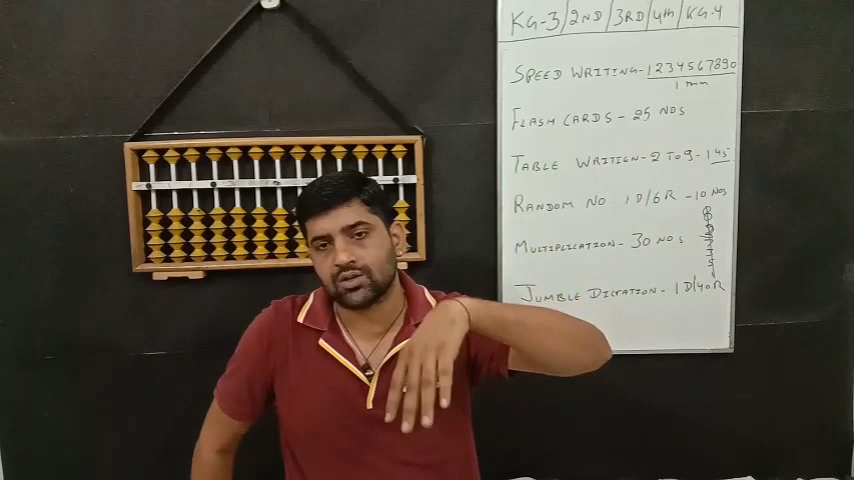 KG-3/2ND/3RD/4th/KG-4
SPEED WRITING - 1234567890
1 min
FLASH CARDS - 25 NOS
TABLE WRITIEN - 2 TO 9 - 1 45
RANDOM NO. 1D/6R - 10 NOS
MULTIPLICATION - 30 NOS
JUMBLE DICTATION - 1D/40R